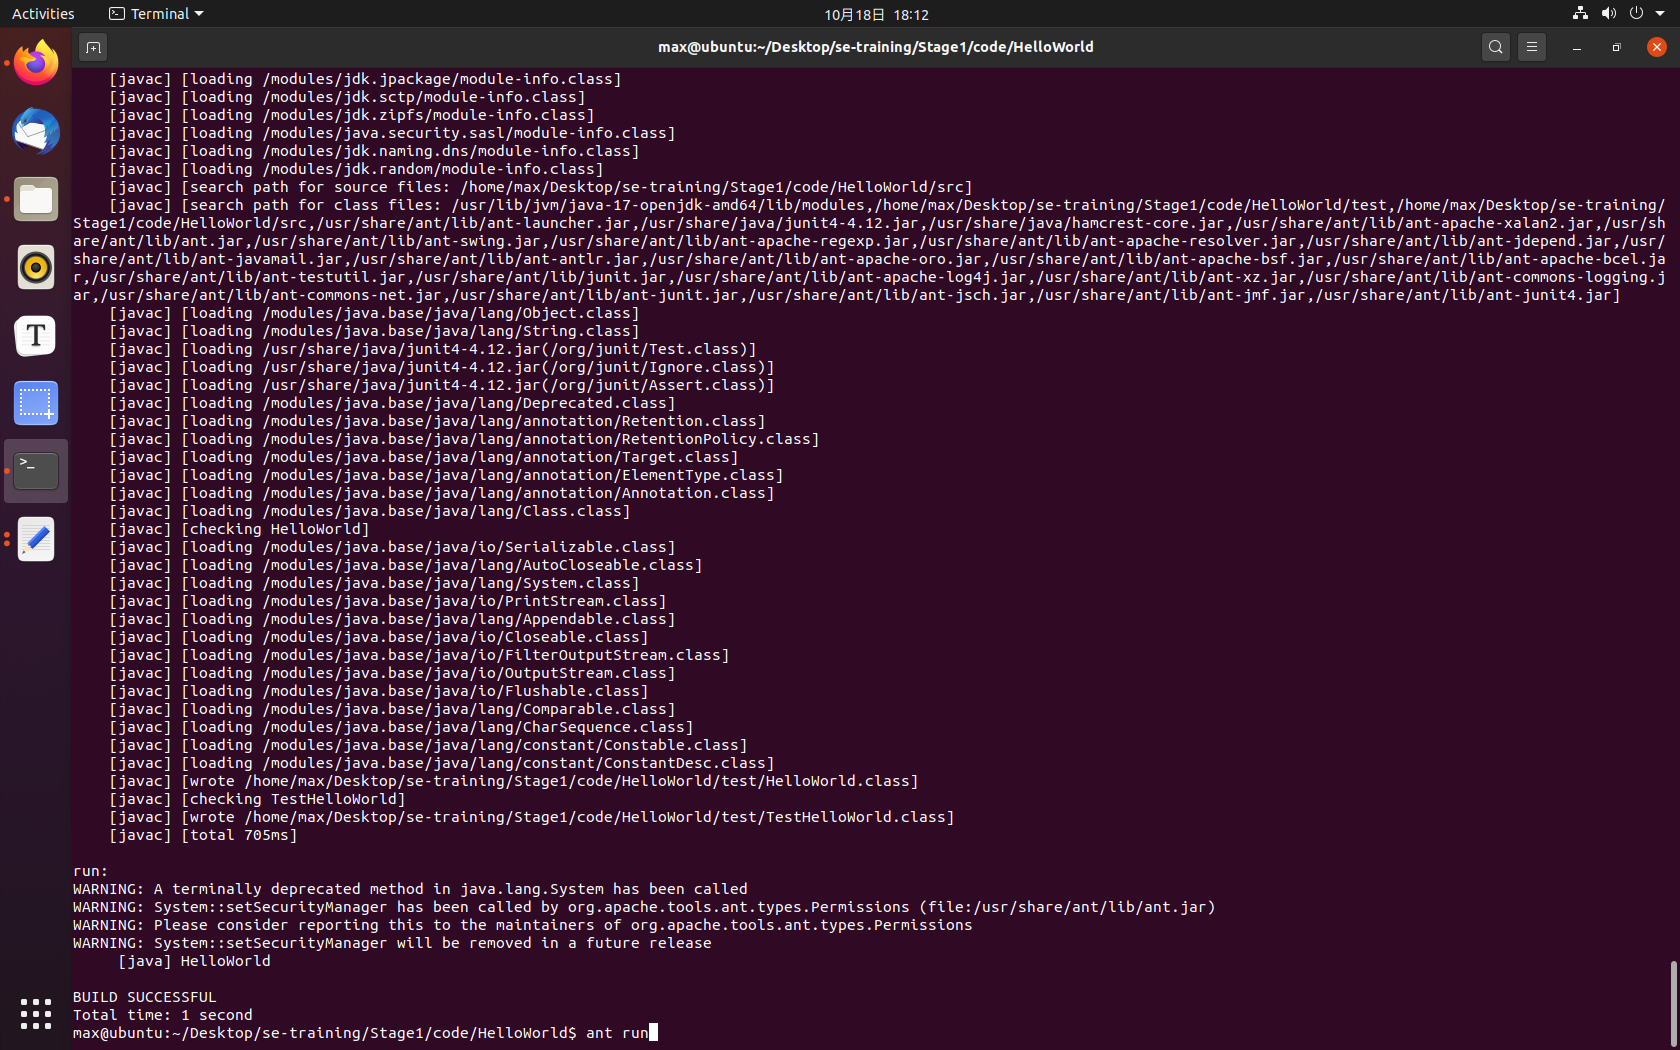 Activities
Terminal
10月18日 18:12
max@ubuntu:~/Desktop/se-training/Stage1/code/HelloWorld
[javac] [loading /modules/jdk.jpackage/module-info.class]
[javac] [loading /modules/jdk.sctp/module-info.class]
[javac] [loading /modules/jdk.zipfs/module-info.class]
[javac] [loading /modules/java.security.sasl/module-info.class]
[javac] [loading /modules/jdk.naming.dns/module-info.class]
[javac] [loading /modules/jdk.random/module-info.class]
[javac] [search path for source files: /home/max/Desktop/se-training/Stage1/code/HelloWorld/src]
[javac] [search path for class files: /usr/lib/jvm/java-17-openjdk-amd64/lib/modules,/home/max/Desktop/se-training/Stage1/code/HelloWorld/test,/home/max/Desktop/se-training/
Stage1/code/HelloWorld/src,/usr/share/ant/lib/ant-launcher.jar,/usr/share/java/junit4-4.12.jar,/usr/share/java/hamcrest-core.jar,/usr/share/ant/lib/ant-apache-xalan2.jar,/usr/sh
are/ant/lib/ant.jar,/usr/share/ant/lib/ant-swing.jar,/usr/share/ant/lib/ant-apache-regexp.jar,/usr/share/ant/lib/ant-apache-resolver.jar,/usr/share/ant/lib/ant-jdepend.jar,/usr/
share/ant/lib/ant-javamail.jar,/usr/share/ant/lib/ant-antlr.jar,/usr/share/ant/lib/ant-apache-oro.jar,/usr/share/ant/lib/ant-apache-bsf.jar,/usr/share/ant/lib/ant-apache-bcel.ja
r,/usr/share/ant/lib/ant-testutil.jar,/usr/share/ant/lib/junit.jar,/usr/share/ant/lib/ant-apache-log4j.jar,/usr/share/ant/lib/ant-xz.jar,/usr/share/ant/lib/ant-commons-logging.j
ar,/usr/share/ant/lib/ant-commons-net.jar,/usr/share/ant/lib/ant-junit.jar,/usr/share/ant/lib/ant-jsch.jar,/usr/share/ant/lib/ant-jmf.jar,/usr/share/ant/lib/ant-junit4.jar]
[javac] [loading /modules/java.base/java/lang/Object.class]
[javac] [loading /modules/java.base/java/lang/String.class]
[javac] [loading /usr/share/java/junit4-4.12.jar(/org/junit/Test.class)]
[javac] [loading /usr/share/java/junit4-4.12.jar(/org/junit/Ignore.class)]
[javac] [loading /usr/share/java/junit4-4.12.jar(/org/junit/Assert.class)]
[javac] [loading /modules/java.base/java/lang/Deprecated.class]
[javac] [loading /modules/java.base/java/lang/annotation/Retention.class]
[javac] [loading /modules/java.base/java/lang/annotation/RetentionPolicy.class]
[javac] [loading /modules/java.base/java/lang/annotation/Target.class]
[javac] [loading /modules/java.base/java/lang/annotation/ElementType.class]
[javac] [loading /modules/java.base/java/lang/annotation/Annotation.class]
[javac] [loading /modules/java.base/java/lang/Class.class]
[javac] [checking HelloWorld]
[javac] [loading /modules/java.base/java/io/Serializable.class]
[javac] [loading /modules/java.base/java/lang/AutoCloseable.class]
[javac] [loading /modules/java.base/java/lang/System.class]
[javac] [loading /modules/java.base/java/io/PrintStream.class]
[javac] [loading /modules/java.base/java/lang/Appendable.class]
[javac] [loading /modules/java.base/java/io/Closeable.class]
[javac] [loading /modules/java.base/java/io/FilterOutputStream.class]
[javac] [loading /modules/java.base/java/io/OutputStream.class]
[javac] [loading /modules/java.base/java/io/Flushable.class]
[javac] [loading /modules/java.base/java/lang/Comparable.class]
[javac] [loading /modules/java.base/java/lang/CharSequence.class]
[javac] [loading /modules/java.base/java/lang/constant/Constable.class]
[javac] [loading /modules/java.base/java/lang/constant/ConstantDesc.class]
[javac] [wrote /home/max/Desktop/se-training/Stage1/code/HelloWorld/test/HelloWorld.class]
[javac] [checking TestHelloWorld]
[javac] [wrote /home/max/Desktop/se-training/Stage1/code/HelloWorld/test/TestHelloWorld.class]
[javac] [total 705ms]
run:
WARNING: A terminally deprecated method in java.lang.System has been called
WARNING: System::setSecurityManager has been called by org.apache.tools.ant.types.Permissions (file:/usr/share/ant/lib/ant.jar)
WARNING: Please consider reporting this to the maintainers of org.apache.tools.ant.types.Permissions
WARNING: System::setSecurityManager will be removed in a future release
[java] HelloWorld
BUILD SUCCESSFUL
Total time: 1 second
max@ubuntu:~/Desktop/se-training/Stage1/code/HelloWorld$ ant run